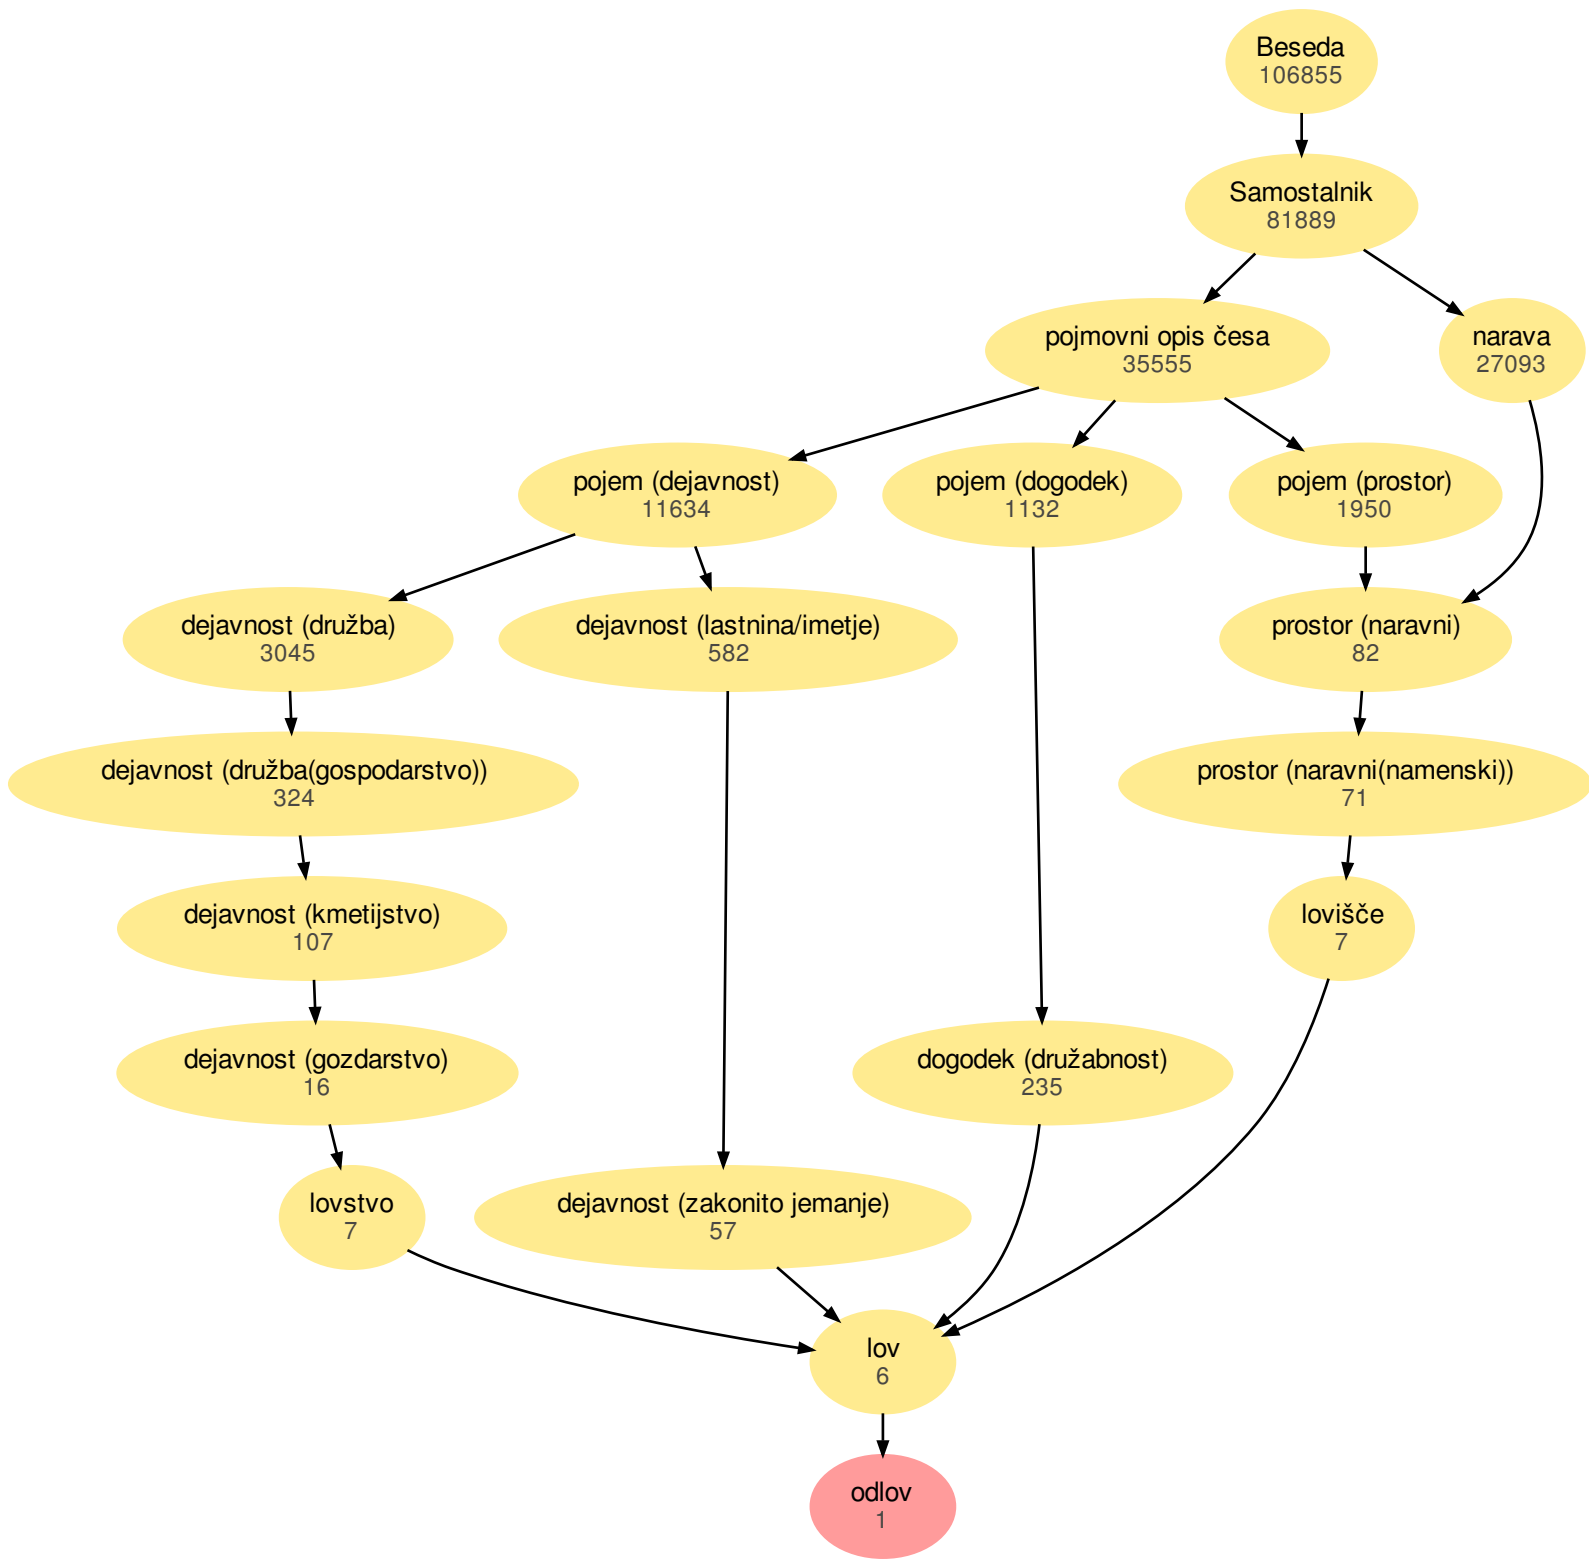 Beseda
106855
Samostalnik
81889
pojmovni opis česa
35555
narava
27093
pojem (dejavnost)
11634
pojem (dogodek)
1132
pojem (prostor)
1950
dejavnost (družba)
3045
dejavnost (lastnina/imetje)
582
prostor (naravni)
82
dejavnost (družba(gospodarstvo))
324
prostor (naravni(namenski))
71
dejavnost (kmetijstvo)
107
lovišče
7
dejavnost (gozdarstvo)
16
dogodek (družabnost)
235
lovstvo
7
dejavnost (zakonito jemanje)
57
lov
6
odlov
1